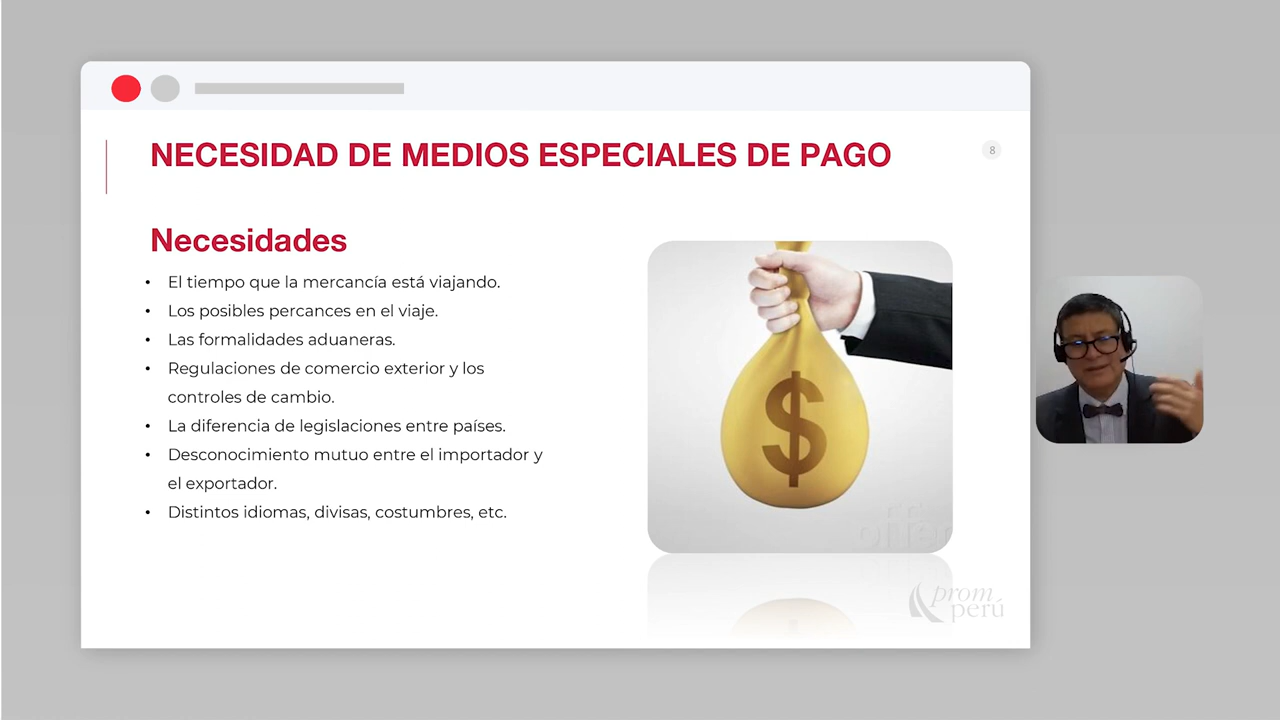 NECESIDAD DE MEDIOS ESPECIALES DE PAGO
8
Necesidades
• El tiempo que la mercancía está viajando.
• Los posibles percances en el viaje.
• Las formalidades aduaneras.
• Regulaciones de comercio exterior y los
controles de cambio.
• La diferencia de legislaciones entre países.
• Desconocimiento mutuo entre el importador y
el exportador.
• Distintos idiomas, divisas, costumbres, etc.
$
offer
prom
perú